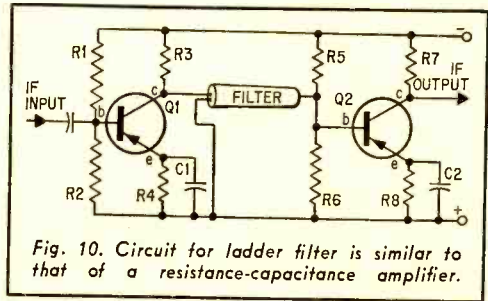 R1
R3
R5
R7
−
IF
INPUT
b
c
Q1
e
FILTER
Q2
b
c
e
IF
OUTPUT
R2
R4
C1
R6
R8
C2
+
Fig. 10. Circuit for ladder filter is similar to
that of a resistance-capacitance amplifier.